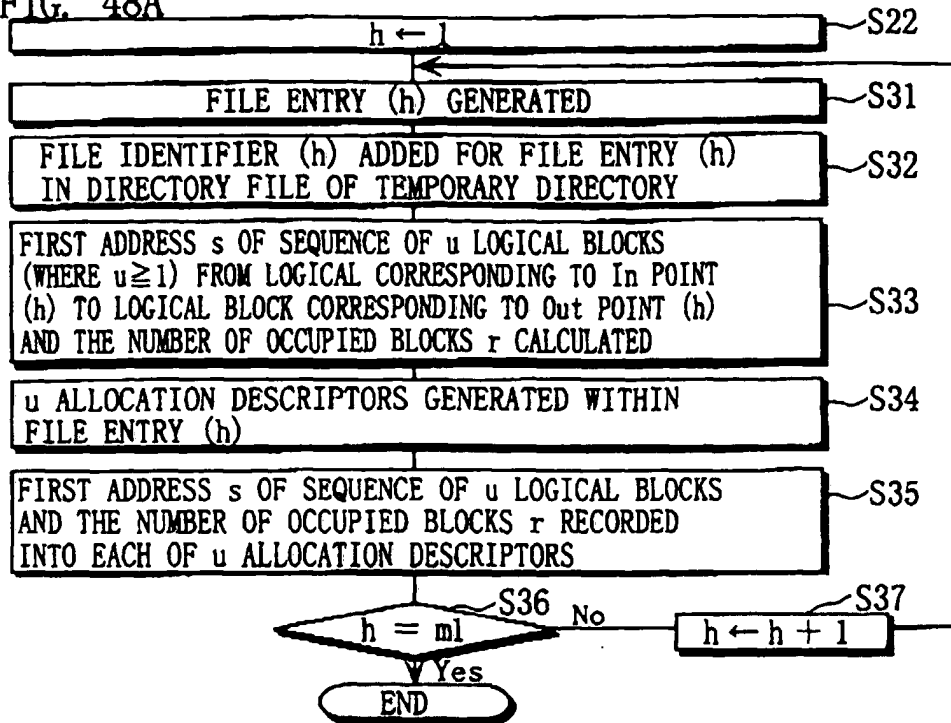 FIG. 48A
h ← 1
S22
FILE ENTRY (h) GENERATED
S31
FILE IDENTIFIER (h) ADDED FOR FILE ENTRY (h)
IN DIRECTORY FILE OF TEMPORARY DIRECTORY
S32
FIRST ADDRESS s OF SEQUENCE OF u LOGICAL BLOCKS
(WHERE u≧1) FROM LOGICAL CORRESPONDING TO In POINT
(h) TO LOGICAL BLOCK CORRESPONDING TO Out POINT (h)
AND THE NUMBER OF OCCUPIED BLOCKS r CALCULATED
S33
u ALLOCATION DESCRIPTORS GENERATED WITHIN
FILE ENTRY (h)
S34
FIRST ADDRESS s OF SEQUENCE OF u LOGICAL BLOCKS
AND THE NUMBER OF OCCUPIED BLOCKS r RECORDED
INTO EACH OF u ALLOCATION DESCRIPTORS
S35
h = ml
S36
No
h ← h + 1
S37
Yes
END